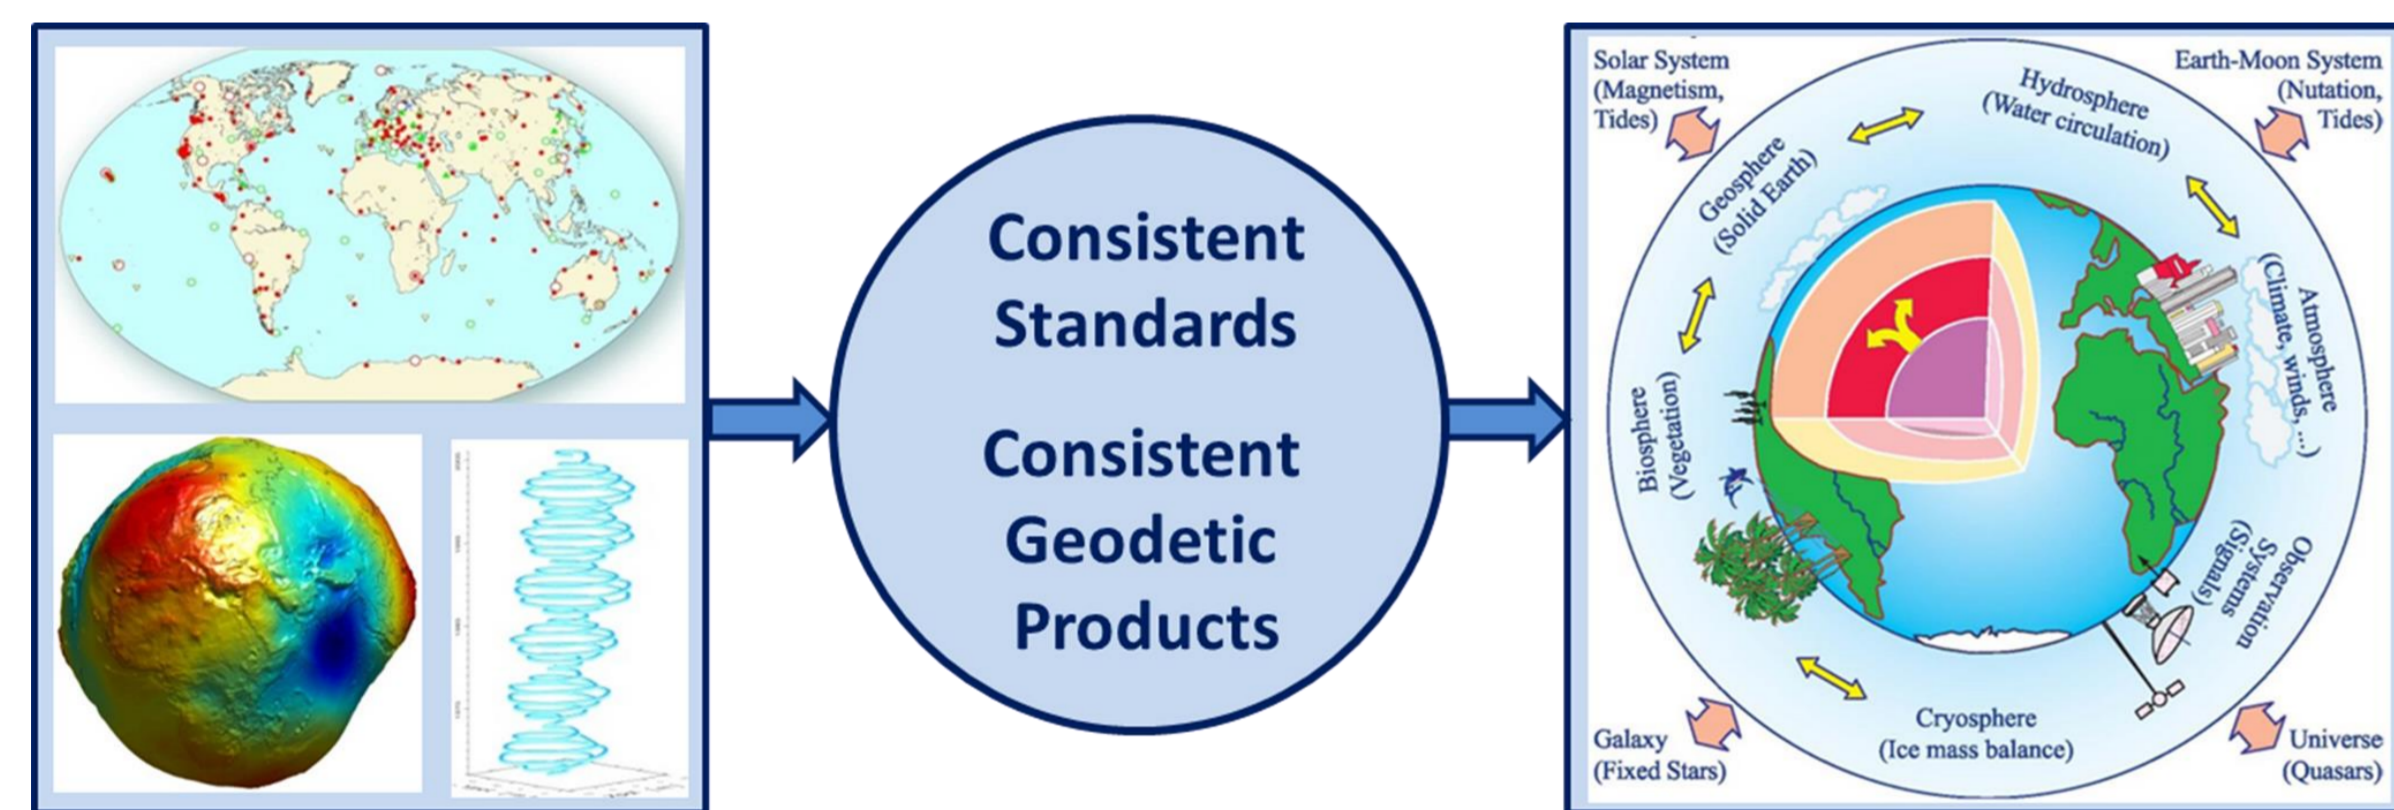 Consistent
Standards
Consistent
Geodetic
Products
Solar System
(Magnetism,
Tides)
Earth-Moon System
(Nutation,
Tides)
Hydrosphere
(Water circulation)
Geosphere
(Solid Earth)
Atmosphere
(Climate, winds, ....)
Biosphere
(Vegetation)
Observation
Systems
(Signals)
Cryosphere
(Ice mass balance)
Galaxy
(Fixed Stars)
Universe
(Quasars)